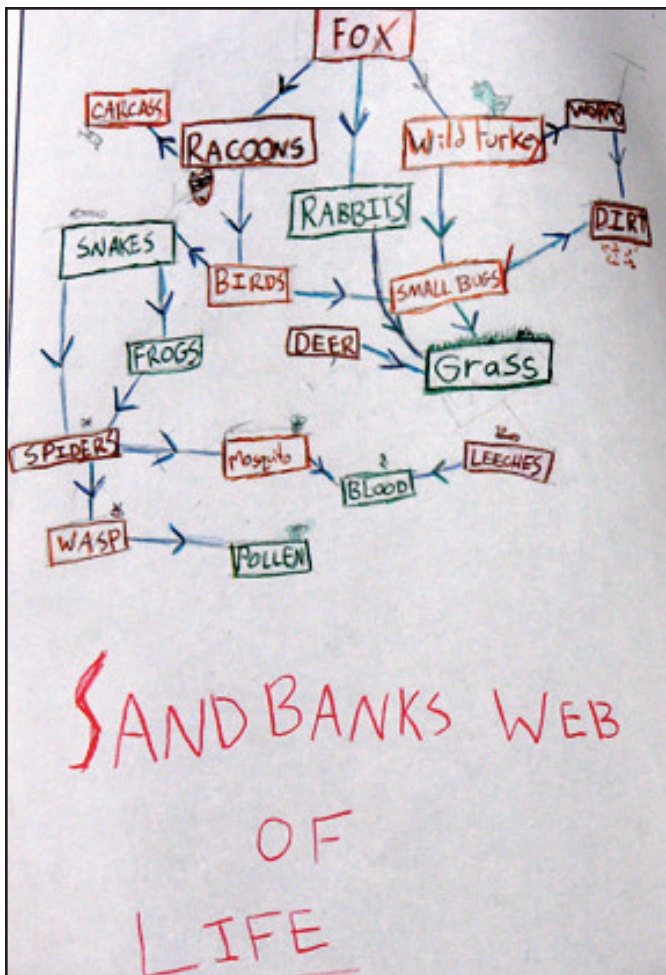 FOX
CARCASS
RACOONS
Wild turkey
WORMS
SNAKES
RABBITS
DIRT
BIRDS
SMALL BUGS
FROGS
DEER
Grass
SPIDERS
Mosquito
BLOOD
LEECHES
WASP
POLLEN
SANDBANKS WEB
OF
LIFE